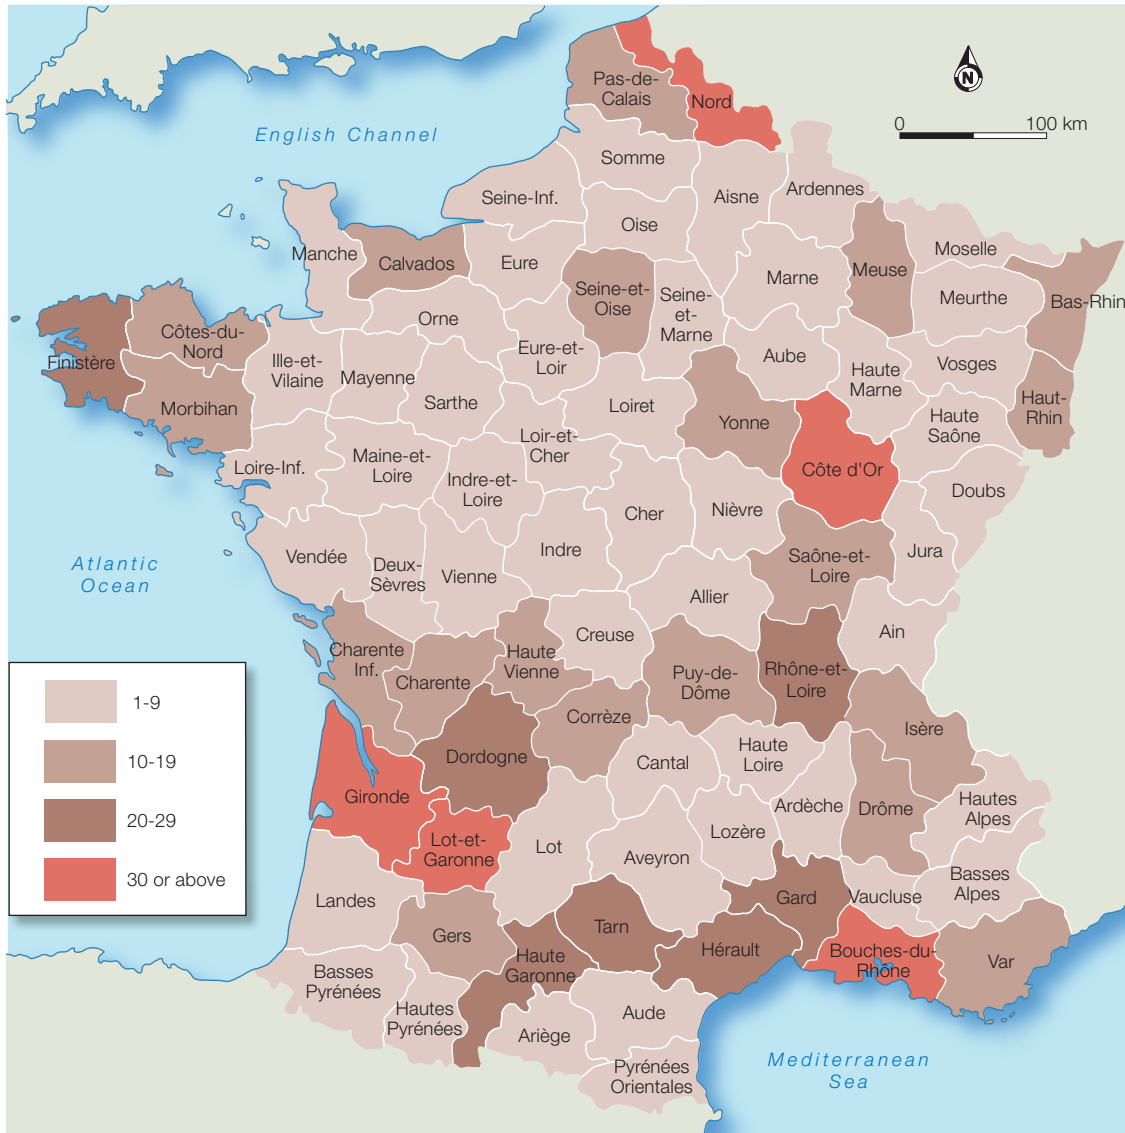 Pas-de-
Calais
Nord
N
0
100 km
English Channel
Somme
Seine-Inf.
Aisne
Ardennes
Oise
Manche
Calvados
Eure
Seine-et-
Oise
Seine-
et-
Marne
Marne
Meuse
Moselle
Meurthe
Bas-Rhin
Finistère
Côtes-du-
Nord
Morbihan
Ille-et-
Vilaine
Mayenne
Orne
Sarthe
Eure-et-
Loir
Loiret
Aube
Haute
Marne
Vosges
Haut-
Rhin
Yonne
Haute
Saône
Loire-Inf.
Maine-et-
Loire
Indre-et-
Loire
Loir-et-
Cher
Cher
Nièvre
Côte d'Or
Doubs
Jura
Atlantic
Ocean
Vendée
Deux-
Sèvres
Vienne
Indre
Allier
Saône-et-
Loire
Ain
Charente
Inf.
Charente
Haute
Vienne
Creuse
Puy-de-
Dôme
Rhône-et-
Loire
Isère
1-9
10-19
20-29
30 or above
Gironde
Dordogne
Corrèze
Cantal
Haute
Loire
Ardèche
Drôme
Hautes
Alpes
Lot-et-
Garonne
Lot
Aveyron
Lozère
Basses
Alpes
Landes
Gers
Tarn
Gard
Vaucluse
Haute
Garonne
Hérault
Bouches-du-
Rhône
Var
Basses
Pyrénées
Hautes
Pyrénées
Ariège
Aude
Pyrénées
Orientales
Mediterranean
Sea